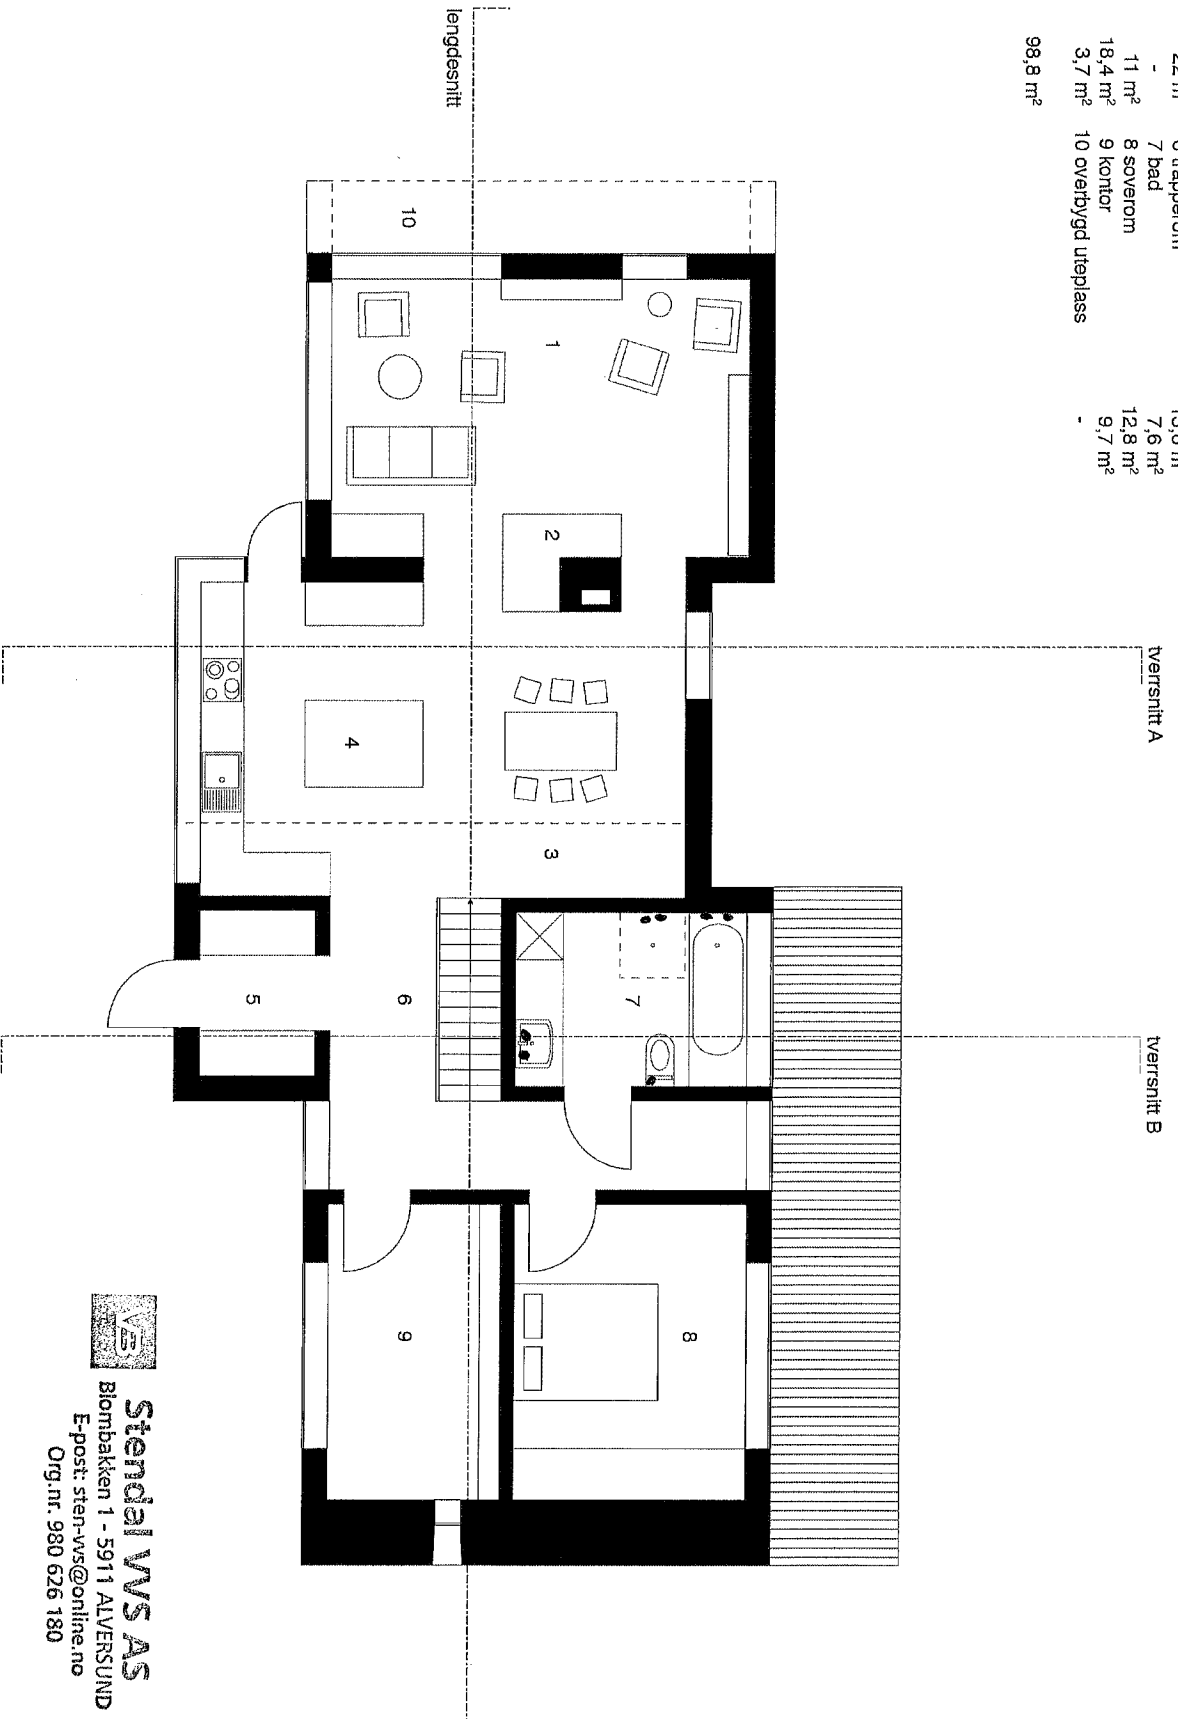 - 7 bad 7,6 m²
11 m² 8 soverom 12,8 m²
18,4 m² 9 kontor 9,7 m²
3,7 m² 10 overbygd uteplass -
98,8 m²
tverrsnitt A
tverrsnitt B
8
7
1
2
3
lengdesnitt
10
6
9
4
5
VB
Stendal VVS AS
Blombakken 1 - 5911 ALVERSUND
E-post: sten-vvs@online.no
Org.nr. 980 626 180